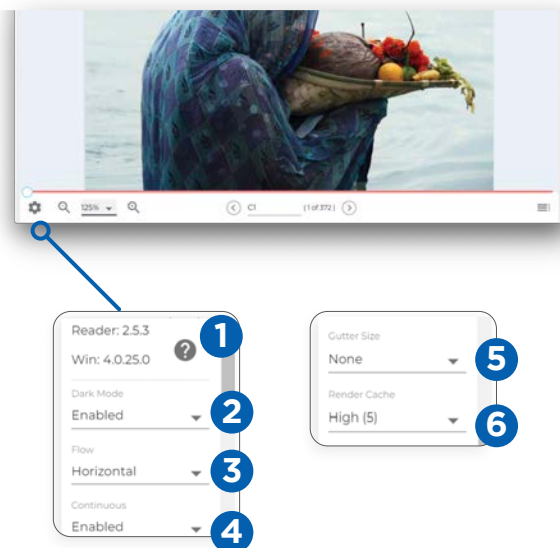 125%
C1
(1 of 372)
Reader: 2.5.3
Win: 4.0.25.0
?
1
Dark Mode
Enabled
2
Flow
Horizontal
3
Continuous
Enabled
4
Gutter Size
None
5
Render Cache
High (5)
6